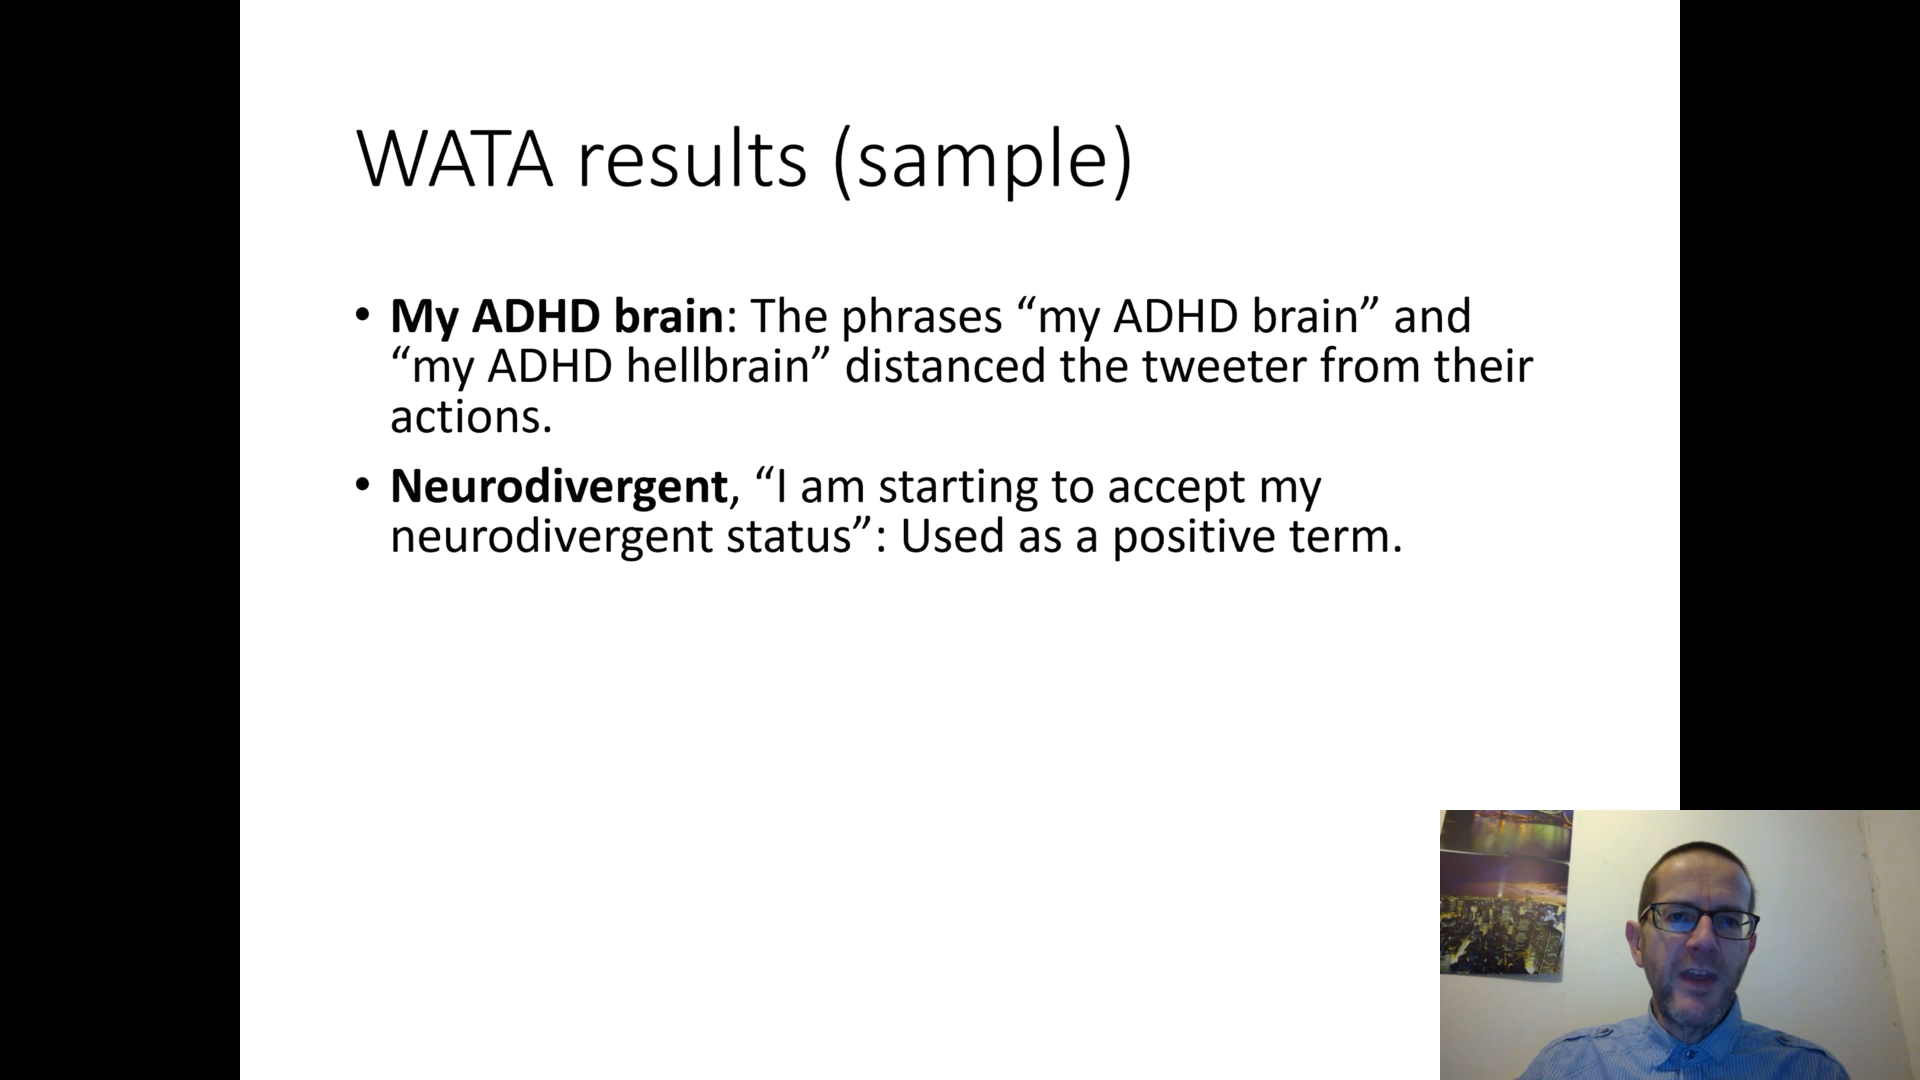 WATA results (sample)
• My ADHD brain: The phrases “my ADHD brain” and
“my ADHD hellbrain” distanced the tweeter from their
actions.
• Neurodivergent, “I am starting to accept my
neurodivergent status”: Used as a positive term.